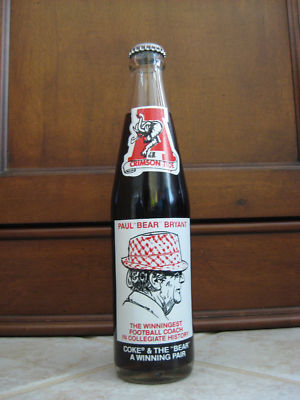 A
CRIMSON TIDE
PAUL "BEAR" BRYANT
THE WINNINGEST
FOOTBALL COACH
IN COLLEGIATE HISTORY
COKE® & THE "BEAR"
A WINNING PAIR